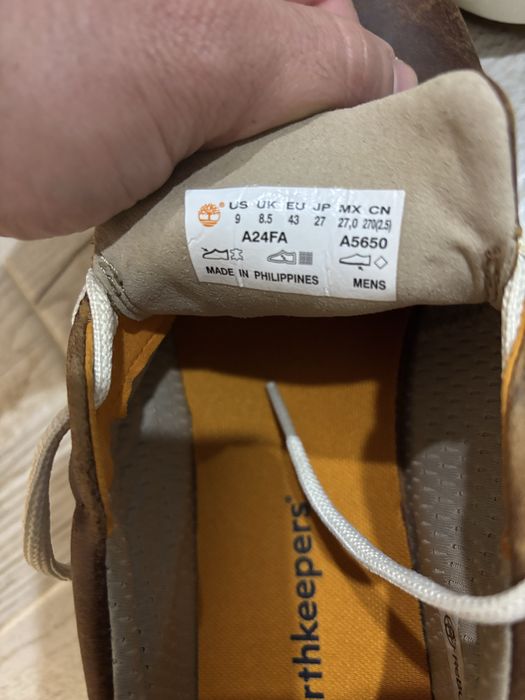 US UK EU JP MX CN
9 8.5 43 27 27,0 270(2.5)
A24FA A5650
MADE IN PHILIPPINES MENS
rthkeepers®